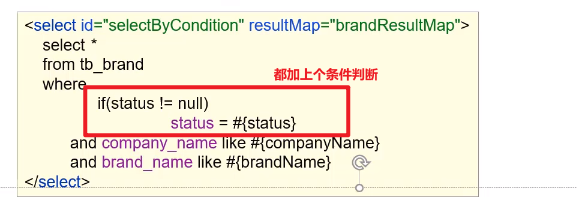 <select id="selectByCondition" resultMap="brandResultMap">
select *
from tb_brand
where
都加上个条件判断
if(status != null)
status = #{status}
and company_name like #{companyName}
and brand_name like #{brandName}
</select>